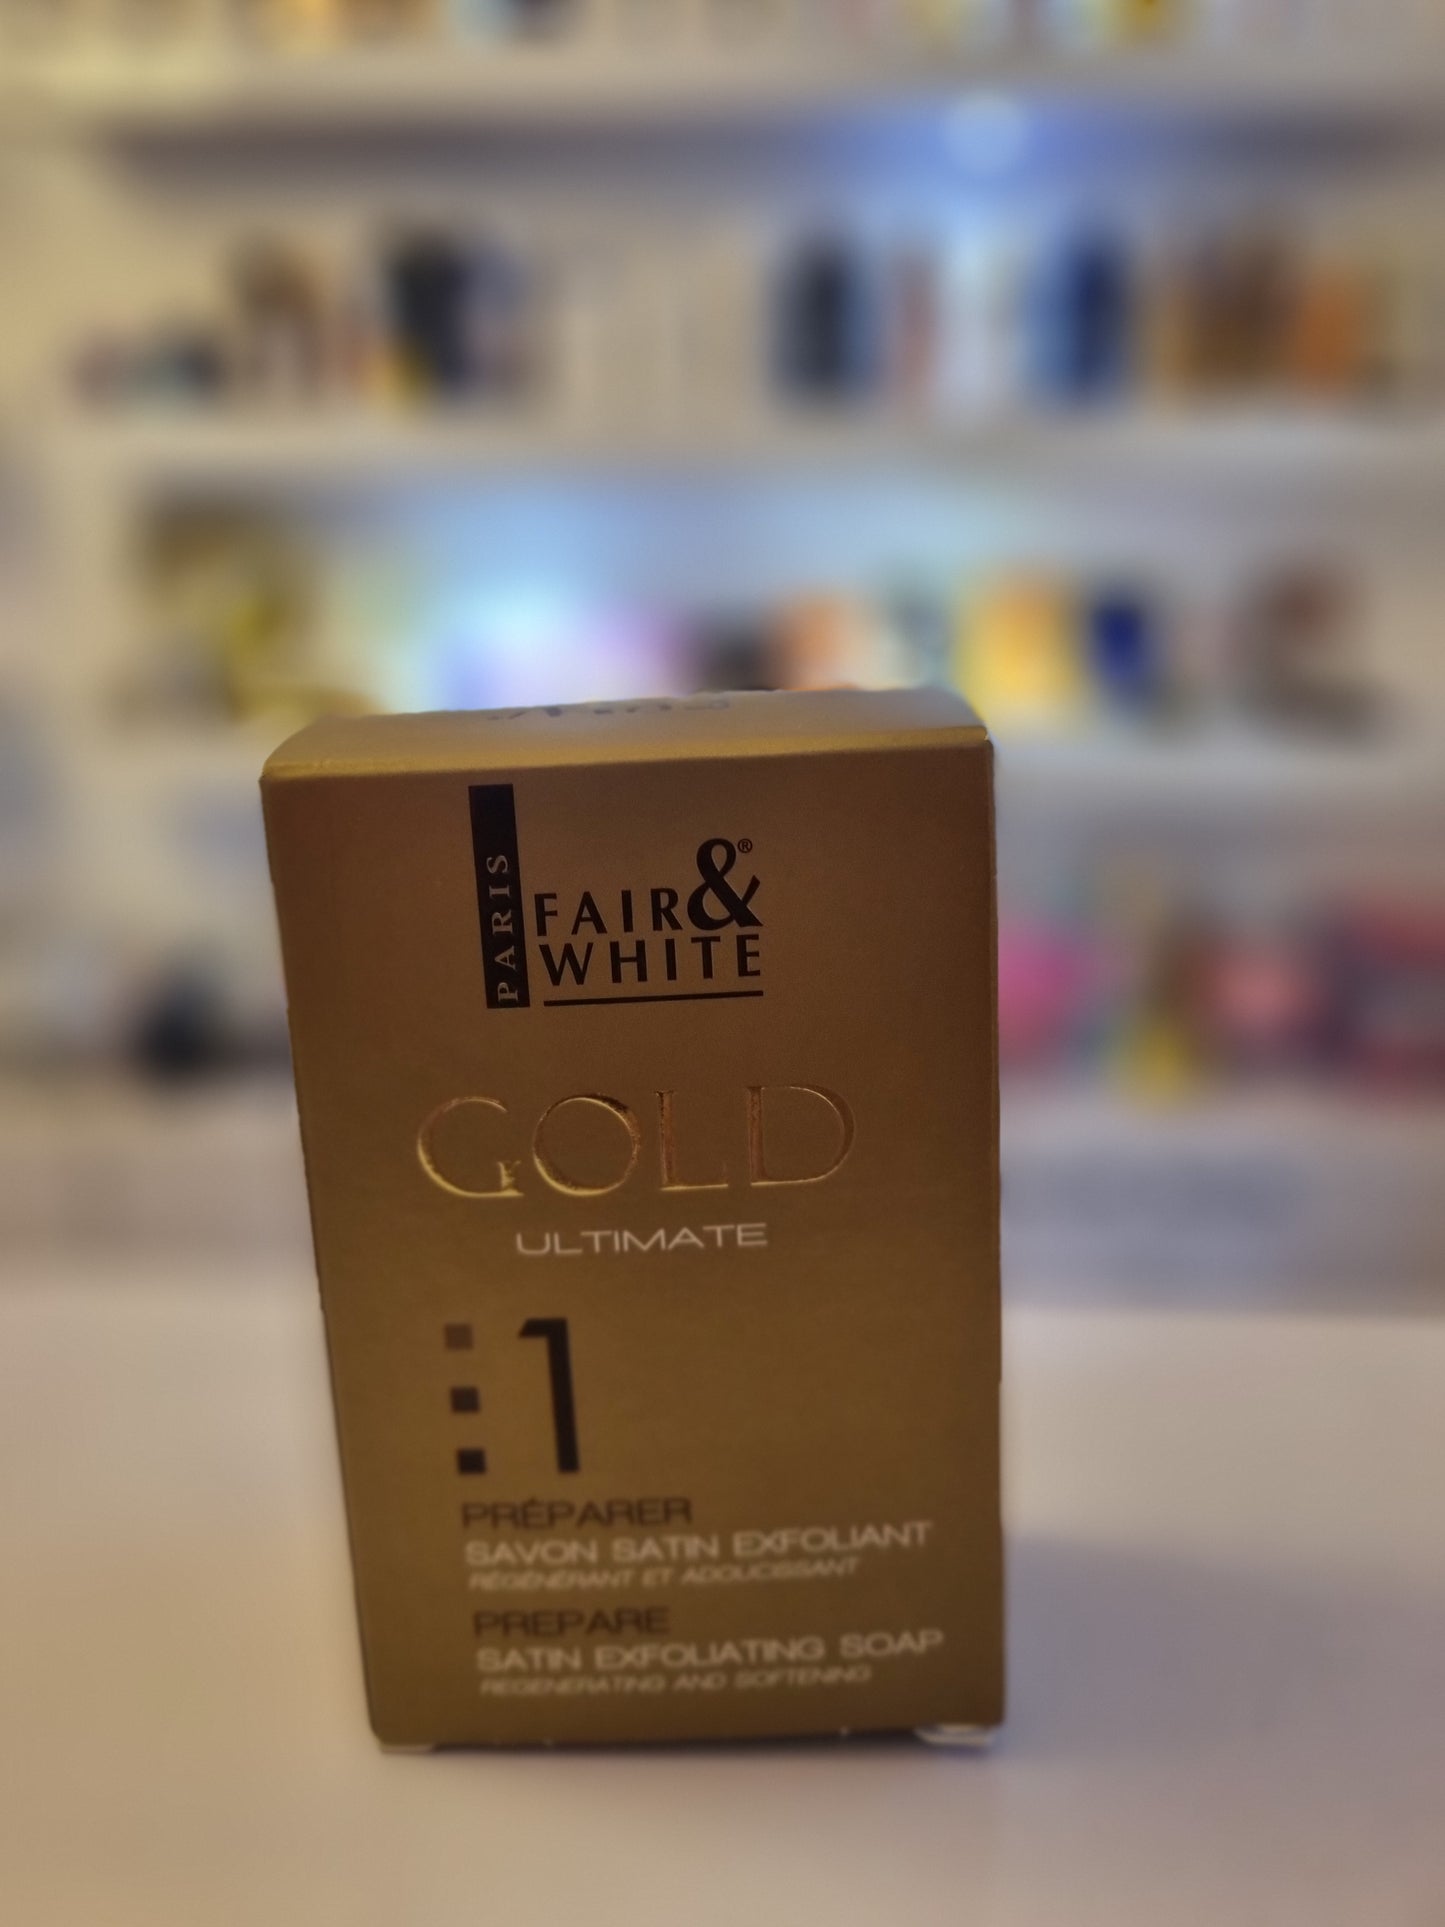 PARIS
FAIR &®
WHITE
GOLD
ULTIMATE
1
PRÉPARER
SAVON SATIN EXFOLIANT
RÉGÉNÉRANT ET ADOUCISSANT
PREPARE
SATIN EXFOLIATING SOAP
REGENERATING AND SOFTENING